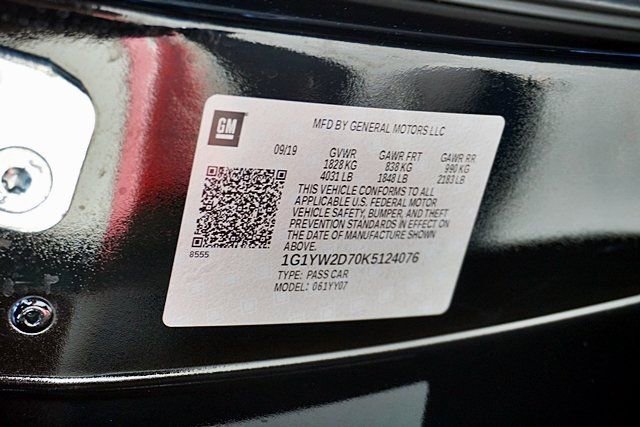 GM
MFD BY GENERAL MOTORS LLC
09/19 GVWR GAWR FRT GAWR RR
1828 KG 838 KG 990 KG
4031 LB 1848 LB 2183 LB
THIS VEHICLE CONFORMS TO ALL
APPLICABLE U.S. FEDERAL MOTOR
VEHICLE SAFETY, BUMPER, AND THEFT
PREVENTION STANDARDS IN EFFECT ON
THE DATE OF MANUFACTURE SHOWN
ABOVE.
8555
1G1YW2D70K5124076
TYPE: PASS CAR
MODEL: 061YY07